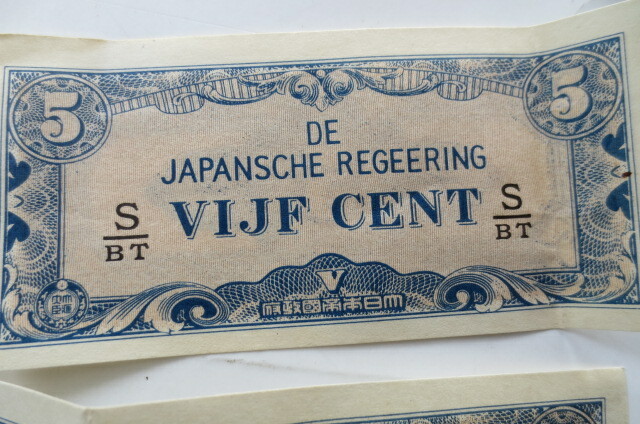 5
5
DE
JAPANSCHE REGEERING
VIJF CENT
S
BT
S
BT
V
府政國帝本日大